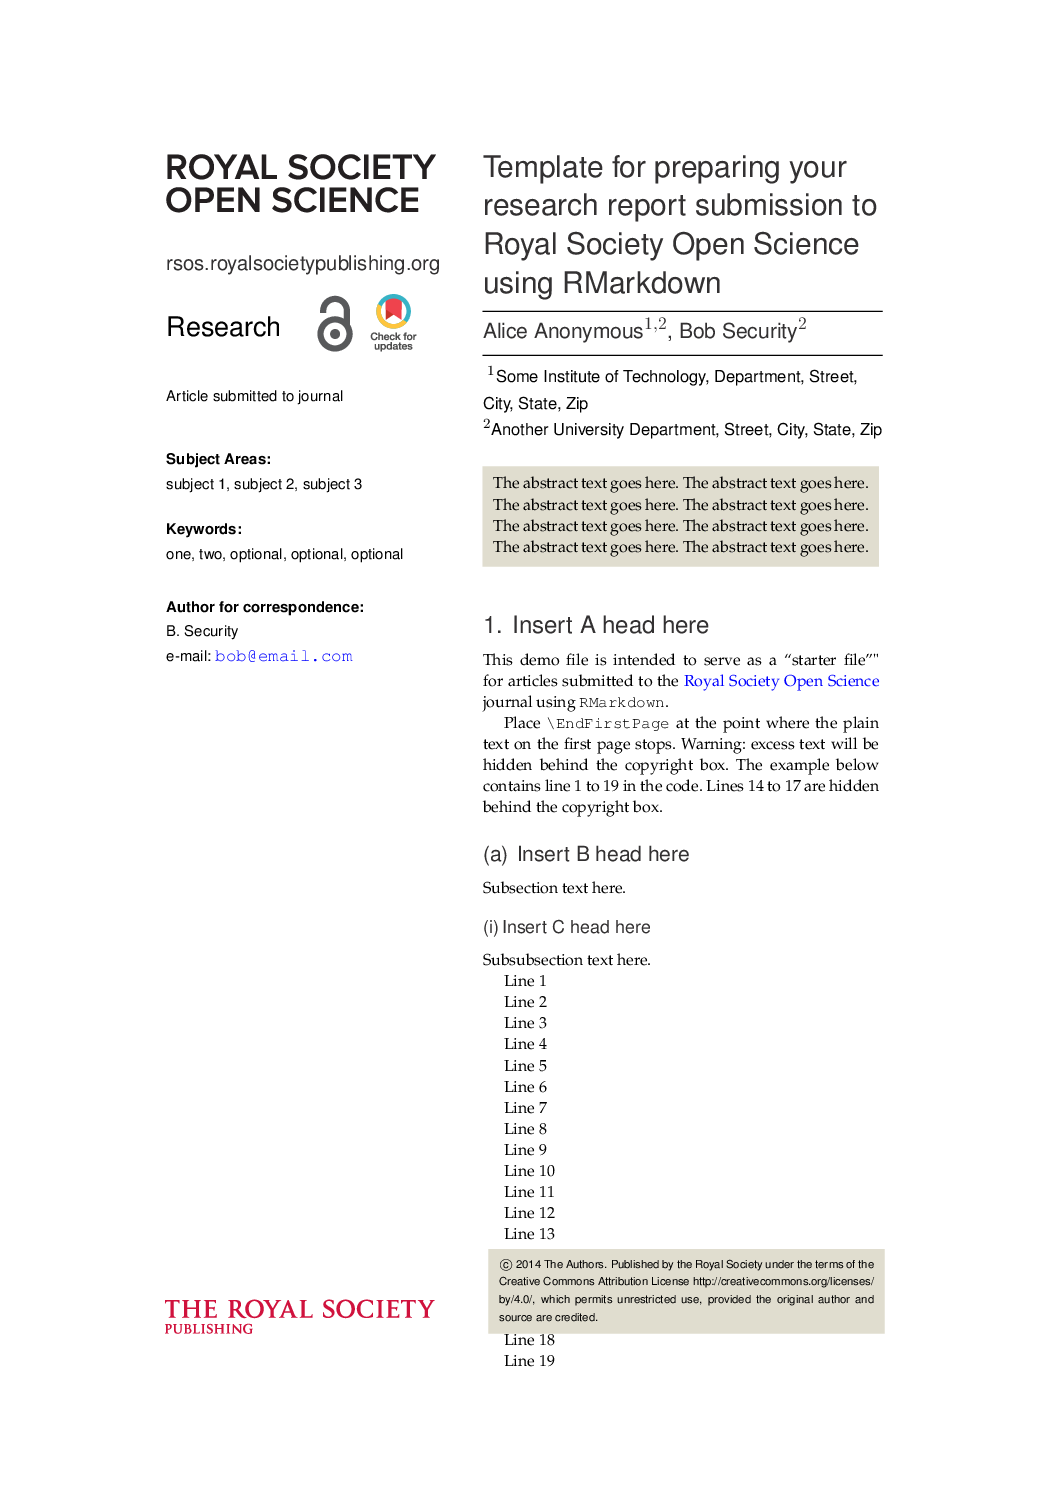 ROYAL SOCIETY
OPEN SCIENCE
rsos.royalsocietypublishing.org
Research
Check for
updates
Article submitted to journal
Subject Areas:
subject 1, subject 2, subject 3
Keywords:
one, two, optional, optional, optional
Author for correspondence:
B. Security
e-mail: bob@email.com
THE ROYAL SOCIETY
PUBLISHING
Template for preparing your
research report submission to
Royal Society Open Science
using RMarkdown
Alice Anonymous1,2, Bob Security2
1Some Institute of Technology, Department, Street,
City, State, Zip
2Another University Department, Street, City, State, Zip
The abstract text goes here. The abstract text goes here.
The abstract text goes here. The abstract text goes here.
The abstract text goes here. The abstract text goes here.
The abstract text goes here. The abstract text goes here.
1. Insert A head here
This demo file is intended to serve as a “starter file”"
for articles submitted to the Royal Society Open Science
journal using RMarkdown.
Place \EndFirstPage at the point where the plain
text on the first page stops. Warning: excess text will be
hidden behind the copyright box. The example below
contains line 1 to 19 in the code. Lines 14 to 17 are hidden
behind the copyright box.
(a) Insert B head here
Subsection text here.
(i) Insert C head here
Subsubsection text here.
Line 1
Line 2
Line 3
Line 4
Line 5
Line 6
Line 7
Line 8
Line 9
Line 10
Line 11
Line 12
Line 13
© 2014 The Authors. Published by the Royal Society under the terms of the
Creative Commons Attribution License http://creativecommons.org/licenses/
by/4.0/, which permits unrestricted use, provided the original author and
source are credited.
Line 18
Line 19